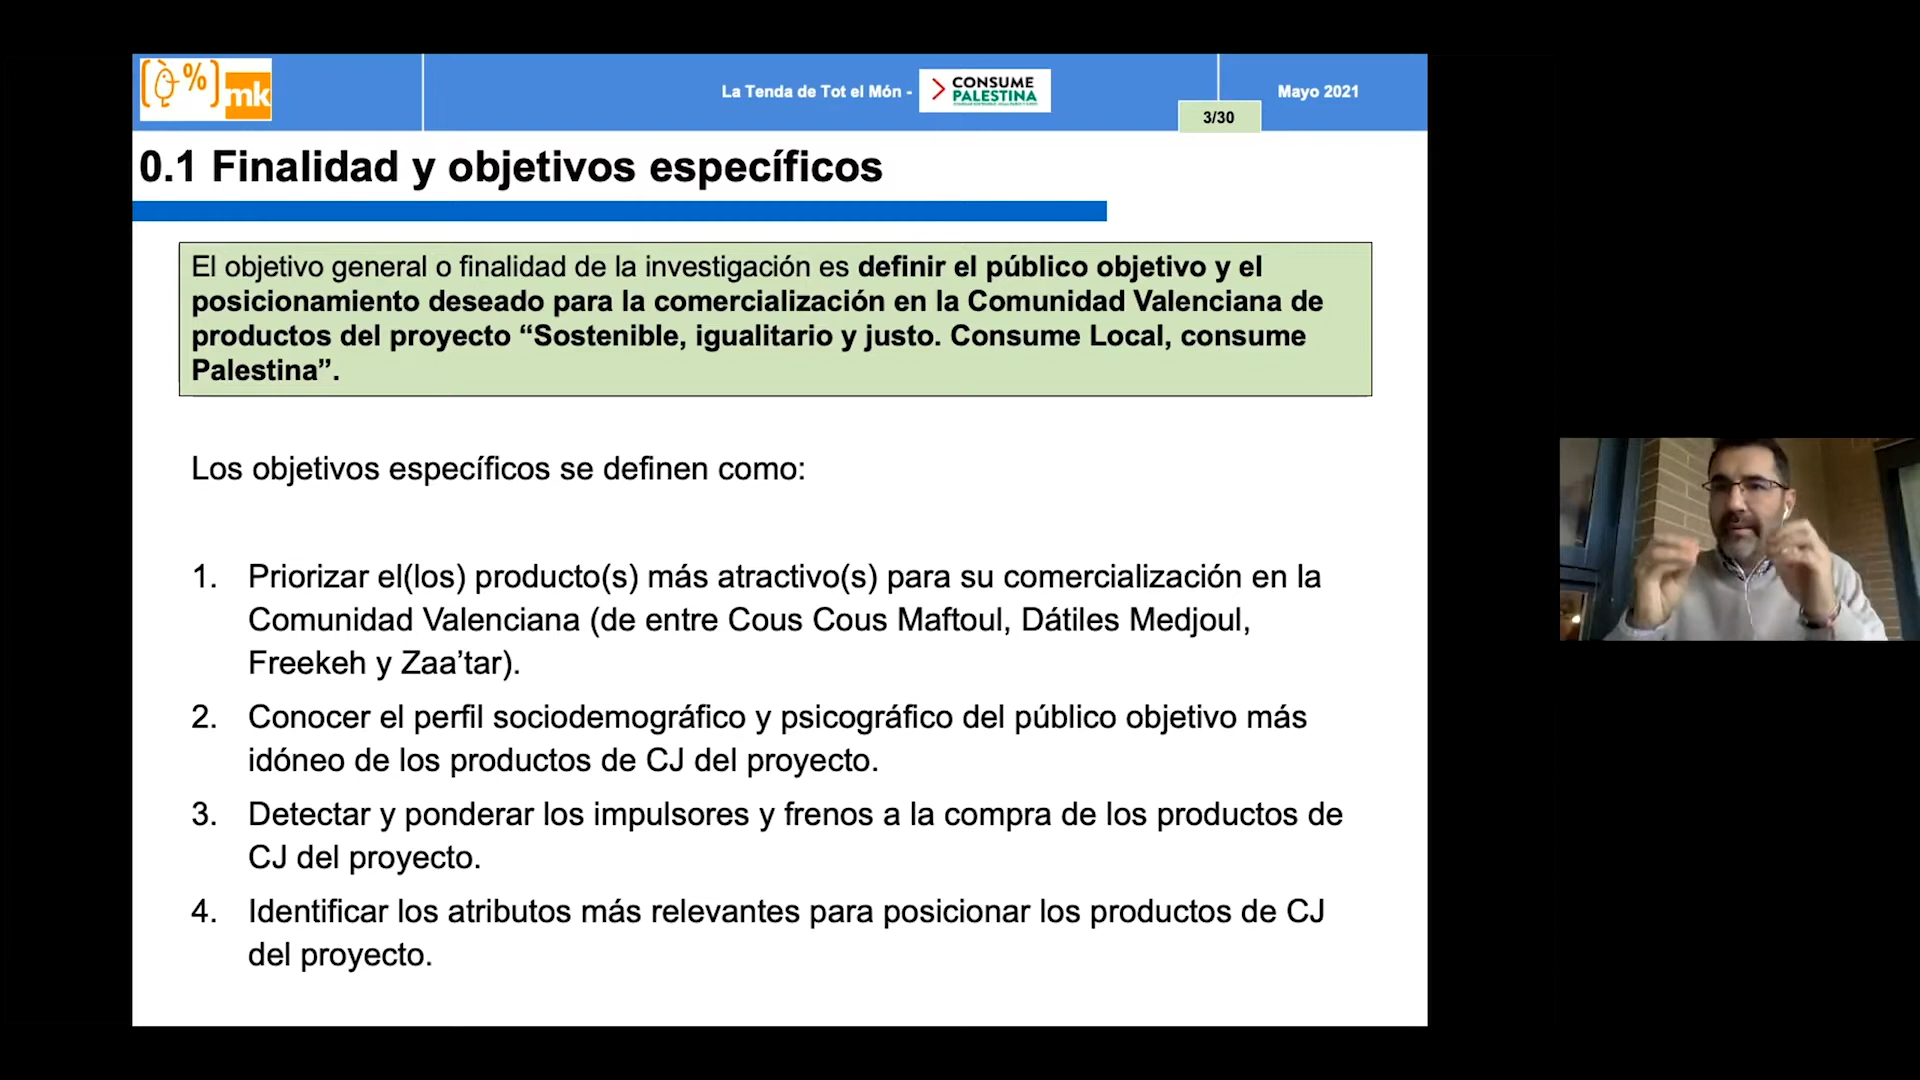 %
mk
La Tenda de Tot el Món -
CONSUME
PALESTINA
Mayo 2021
3/30
0.1 Finalidad y objetivos específicos
El objetivo general o finalidad de la investigación es definir el público objetivo y el
posicionamiento deseado para la comercialización en la Comunidad Valenciana de
productos del proyecto “Sostenible, igualitario y justo. Consume Local, consume
Palestina”.
Los objetivos específicos se definen como:
1. Priorizar el(los) producto(s) más atractivo(s) para su comercialización en la
Comunidad Valenciana (de entre Cous Cous Maftoul, Dátiles Medjoul,
Freekeh y Zaa’tar).
2. Conocer el perfil sociodemográfico y psicográfico del público objetivo más
idóneo de los productos de CJ del proyecto.
3. Detectar y ponderar los impulsores y frenos a la compra de los productos de
CJ del proyecto.
4. Identificar los atributos más relevantes para posicionar los productos de CJ
del proyecto.